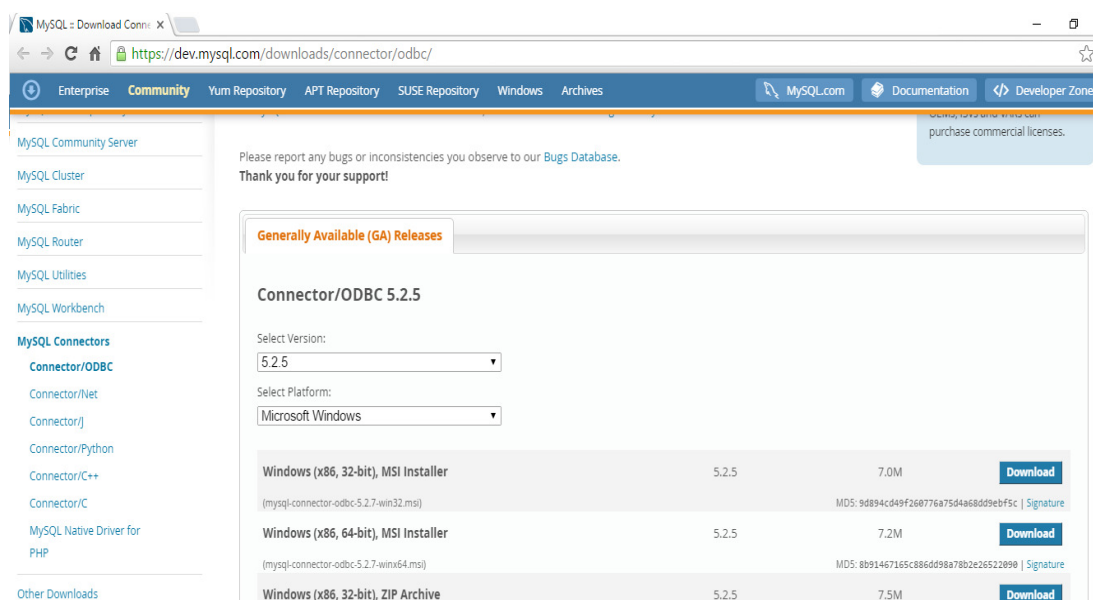 MySQL :: Download Conne
https://dev.mysql.com/downloads/connector/odbc/
Enterprise Community Yum Repository APT Repository SUSE Repository Windows Archives MySQL.com Documentation Developer Zone
OEMs, ISVs and VARs can
purchase commercial licenses.
MySQL Community Server
MySQL Cluster
MySQL Fabric
MySQL Router
MySQL Utilities
MySQL Workbench
MySQL Connectors
Connector/ODBC
Connector/Net
Connector/J
Connector/Python
Connector/C++
Connector/C
MySQL Native Driver for
PHP
Other Downloads
Please report any bugs or inconsistencies you observe to our Bugs Database.
Thank you for your support!
Generally Available (GA) Releases
Connector/ODBC 5.2.5
Select Version:
5.2.5
Select Platform:
Microsoft Windows
Windows (x86, 32-bit), MSI Installer 5.2.5 7.0M Download
(mysql-connector-odbc-5.2.7-win32.msi) MD5: 9d894cd49f260776a75d4a68dd9ebf5c | Signature
Windows (x86, 64-bit), MSI Installer 5.2.5 7.2M Download
(mysql-connector-odbc-5.2.7-winx64.msi) MD5: 8b91467165c886dd98a78b2e26522090 | Signature
Windows (x86, 32-bit), ZIP Archive 5.2.5 7.5M Download